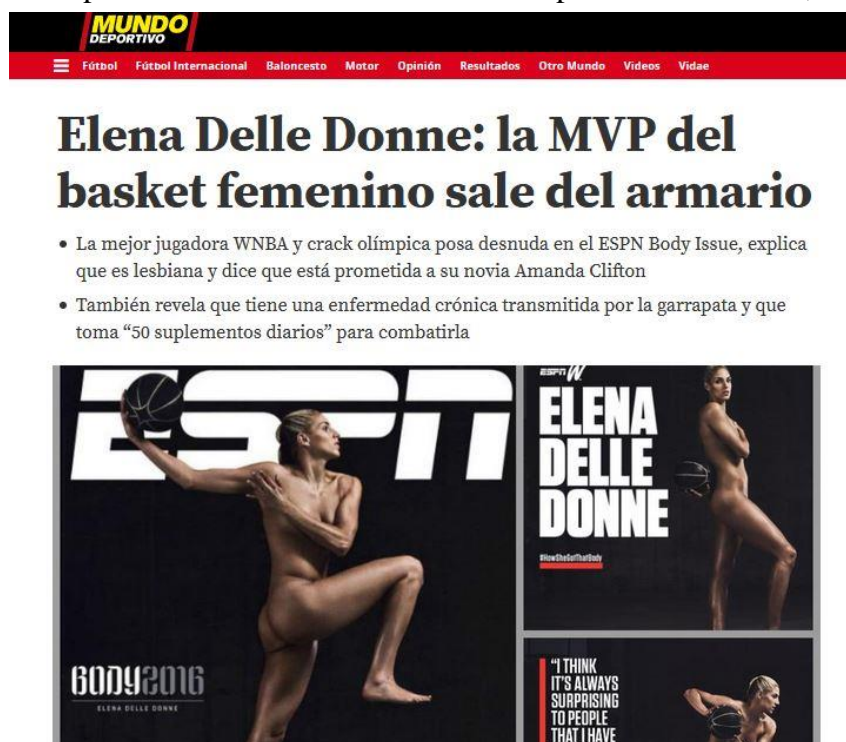 MUNDO
DEPORTIVO
Fútbol Fútbol Internacional Baloncesto Motor Opinión Resultados Otro Mundo Videos Vidae
Elena Delle Donne: la MVP del
basket femenino sale del armario
• La mejor jugadora WNBA y crack olímpica posa desnuda en el ESPN Body Issue, explica
que es lesbiana y dice que está prometida a su novia Amanda Clifton
• También revela que tiene una enfermedad crónica transmitida por la garrapata y que
toma “50 suplementos diarios” para combatirla
ESPN
BODY2016
ELENA DELLE DONNE
ESPN W
ELENA
DELLE
DONNE
#HowSheGotThatBody
“I THINK
IT'S ALWAYS
SURPRISING
TO PEOPLE
THAT I HAVE